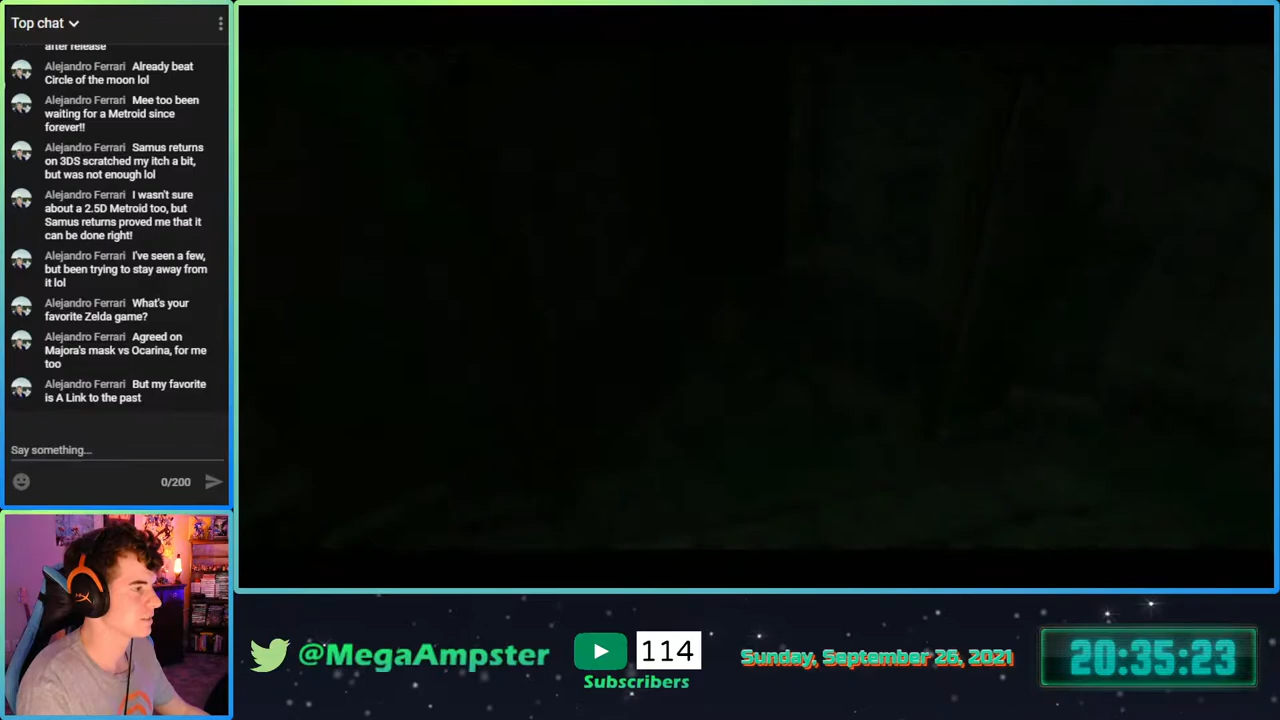 Top chat
after release
Alejandro Ferrari Already beat
Circle of the moon lol
Alejandro Ferrari Mee too been
waiting for a Metroid since
forever!!
Alejandro Ferrari Samus returns
on 3DS scratched my itch a bit,
but was not enough lol
Alejandro Ferrari I wasn't sure
about a 2.5D Metroid too, but
Samus returns proved me that it
can be done right!
Alejandro Ferrari I've seen a few,
but been trying to stay away from
it lol
Alejandro Ferrari What's your
favorite Zelda game?
Alejandro Ferrari Agreed on
Majora's mask vs Ocarina, for me
too
Alejandro Ferrari But my favorite
is A Link to the past
Say something...
0/200
@MegaAmpster
114
Subscribers
Sunday, September 26, 2021
20:35:23